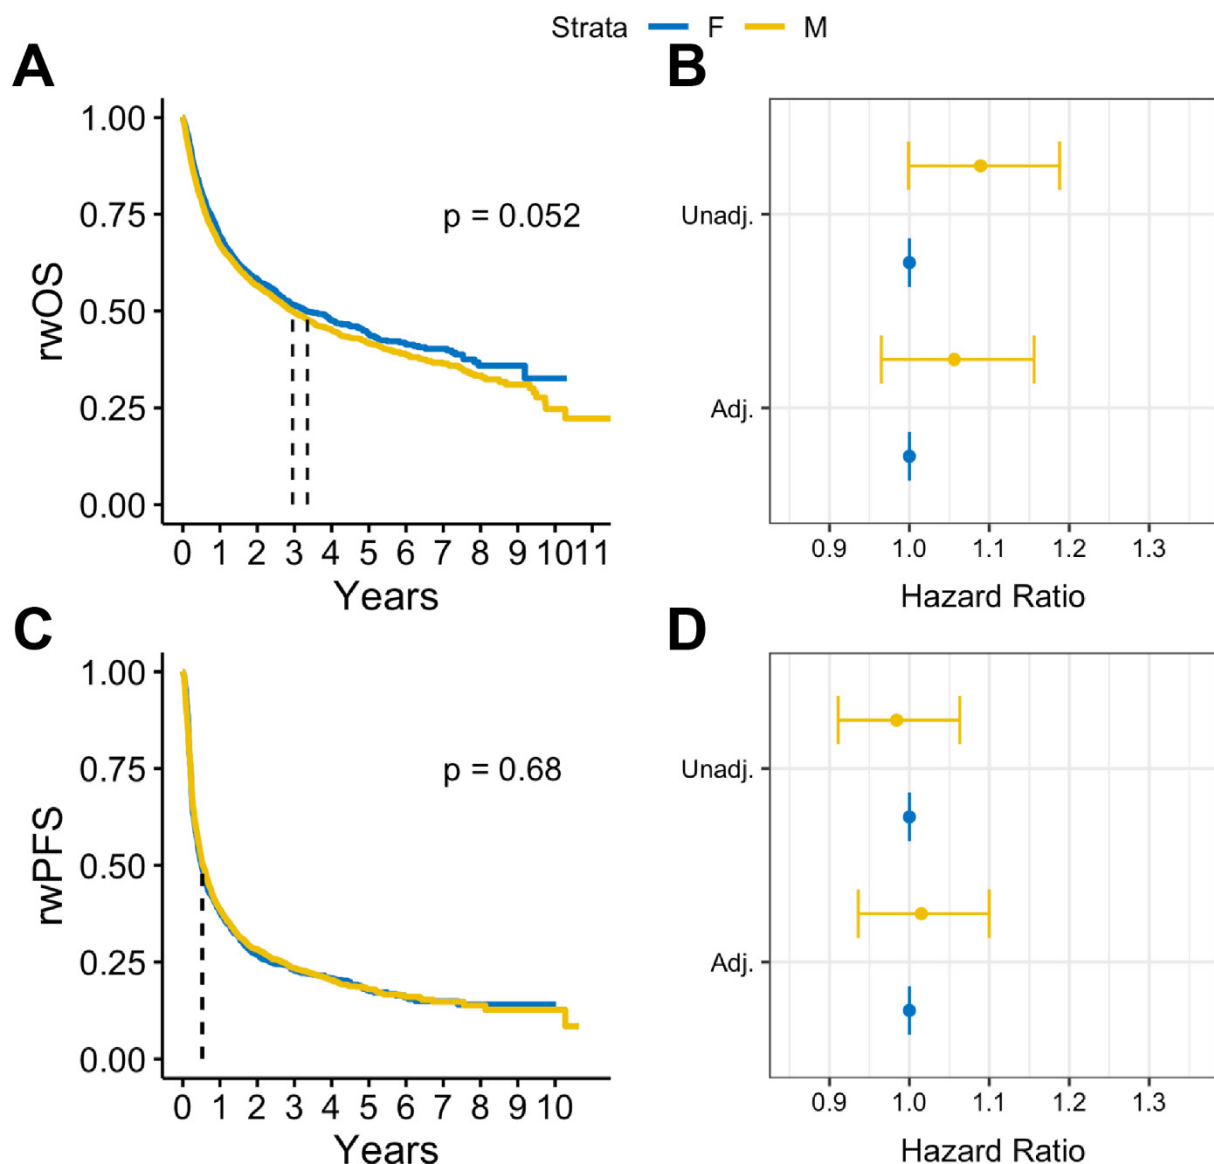 Strata F M
A
rwOS
1.00
0.75
0.50
0.25
0.00
p = 0.052
0 1 2 3 4 5 6 7 8 9 10 11
Years
B
Unadj.
Adj.
0.9 1.0 1.1 1.2 1.3
Hazard Ratio
C
rwPFS
1.00
0.75
0.50
0.25
0.00
p = 0.68
0 1 2 3 4 5 6 7 8 9 10
Years
D
Unadj.
Adj.
0.9 1.0 1.1 1.2 1.3
Hazard Ratio